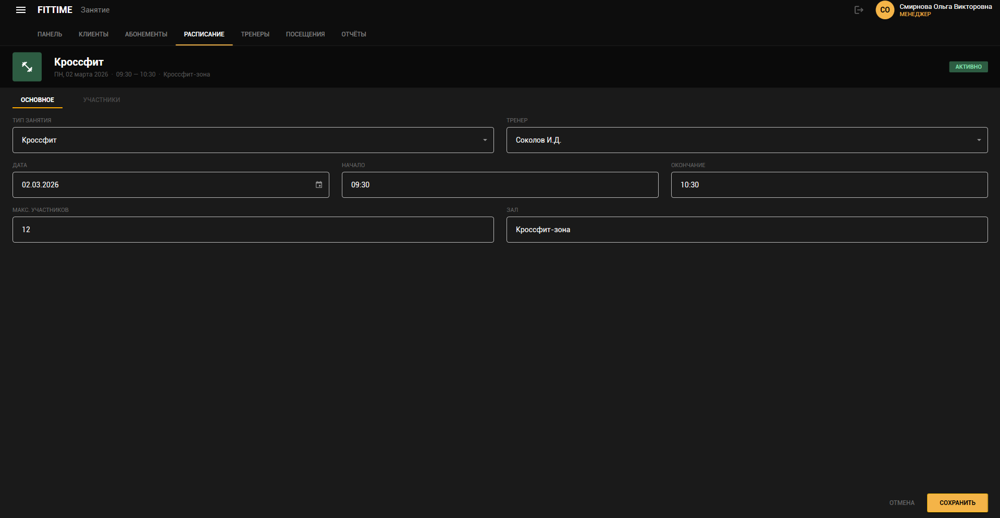 FITTIME Занятие
СО Смирнова Ольга Викторовна
МЕНЕДЖЕР
ПАНЕЛЬ КЛИЕНТЫ АБОНЕМЕНТЫ РАСПИСАНИЕ ТРЕНЕРЫ ПОСЕЩЕНИЯ ОТЧЁТЫ
Кроссфит
ПН, 02 марта 2026 · 09:30 — 10:30 · Кроссфит-зона
АКТИВНО
ОСНОВНОЕ УЧАСТНИКИ
ТИП ЗАНЯТИЯ ТРЕНЕР
Кроссфит Соколов И.Д.
ДАТА НАЧАЛО ОКОНЧАНИЕ
02.03.2026 09:30 10:30
МАКС. УЧАСТНИКОВ ЗАЛ
12 Кроссфит-зона
ОТМЕНА СОХРАНИТЬ